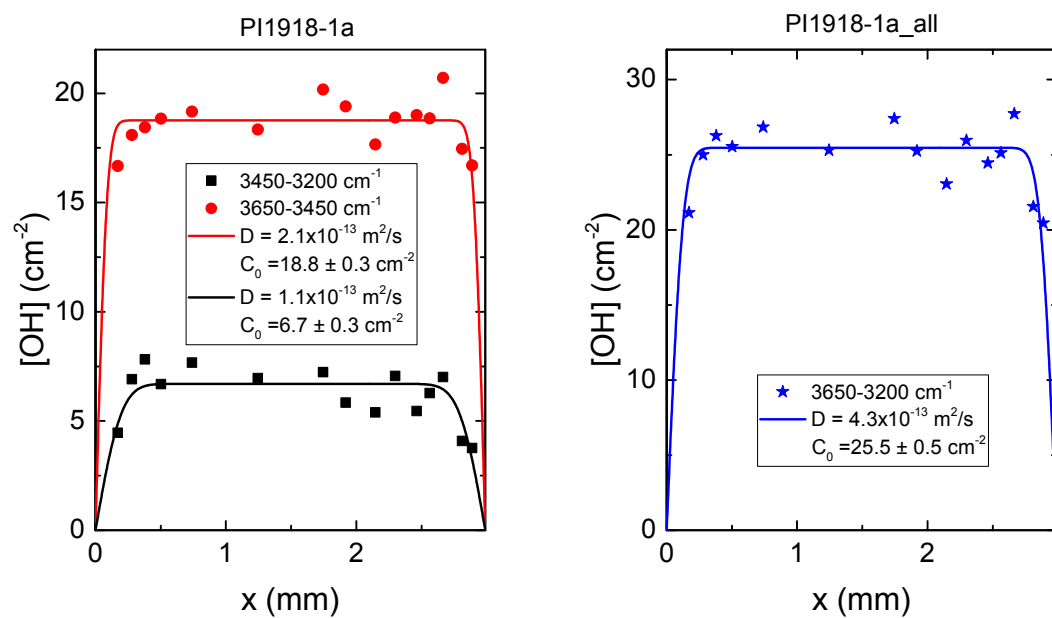 PI1918-1a
[OH] (cm⁻²)
20
15
10
5
0
3450-3200 cm⁻¹
3650-3450 cm⁻¹
D = 2.1x10⁻¹³ m²/s
C₀ =18.8 ± 0.3 cm⁻²
D = 1.1x10⁻¹³ m²/s
C₀ =6.7 ± 0.3 cm⁻²
0 1 2
x (mm)
PI1918-1a_all
[OH] (cm⁻²)
30
20
10
0
3650-3200 cm⁻¹
D = 4.3x10⁻¹³ m²/s
C₀ =25.5 ± 0.5 cm⁻²
0 1 2
x (mm)